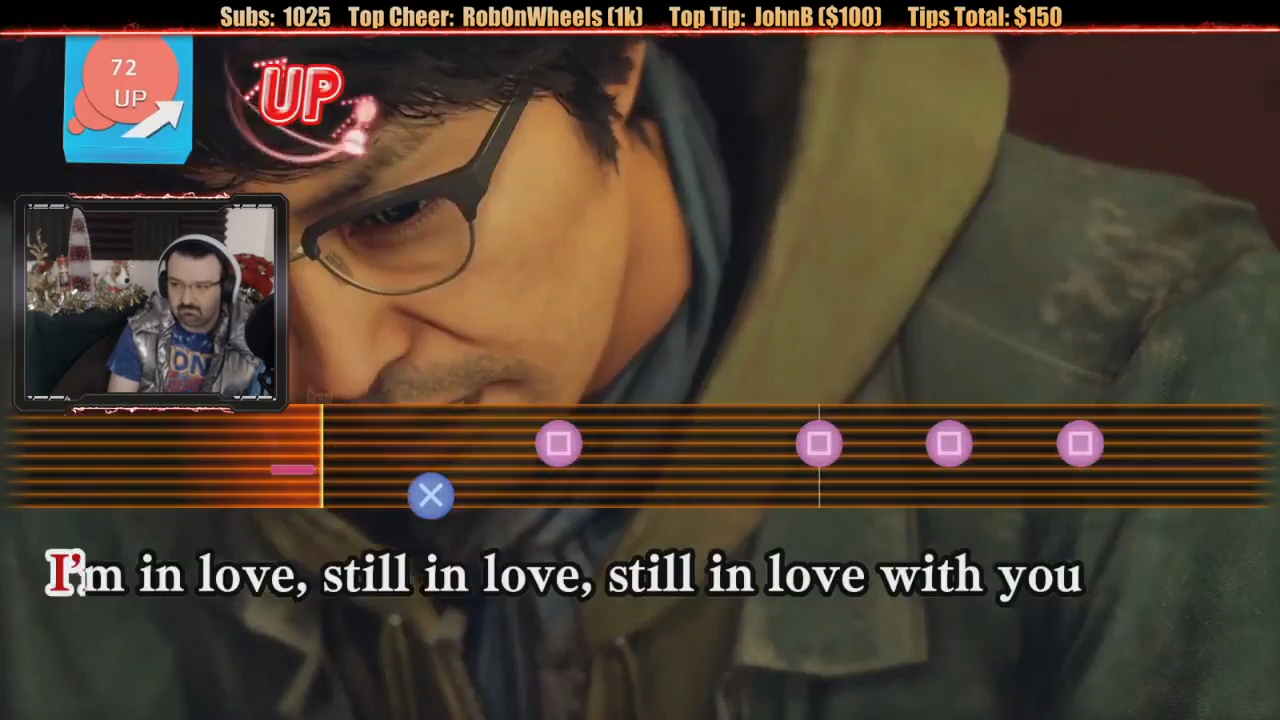 Subs: 1025 Top Cheer: RobOnWheels (1k) Top Tip: JohnB ($100) Tips Total: $150
72
UP
UP
I'm in love, still in love, still in love with you